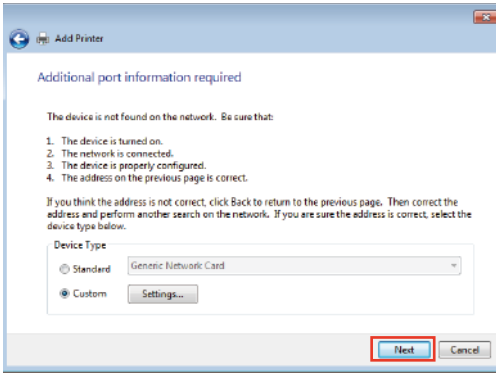 Add Printer
Additional port information required
The device is not found on the network. Be sure that:
1. The device is turned on.
2. The network is connected.
3. The device is properly configured.
4. The address on the previous page is correct.
If you think the address is not correct, click Back to return to the previous page. Then correct the
address and perform another search on the network. If you are sure the address is correct, select the
device type below.
Device Type
Standard Generic Network Card
Custom Settings...
Next Cancel